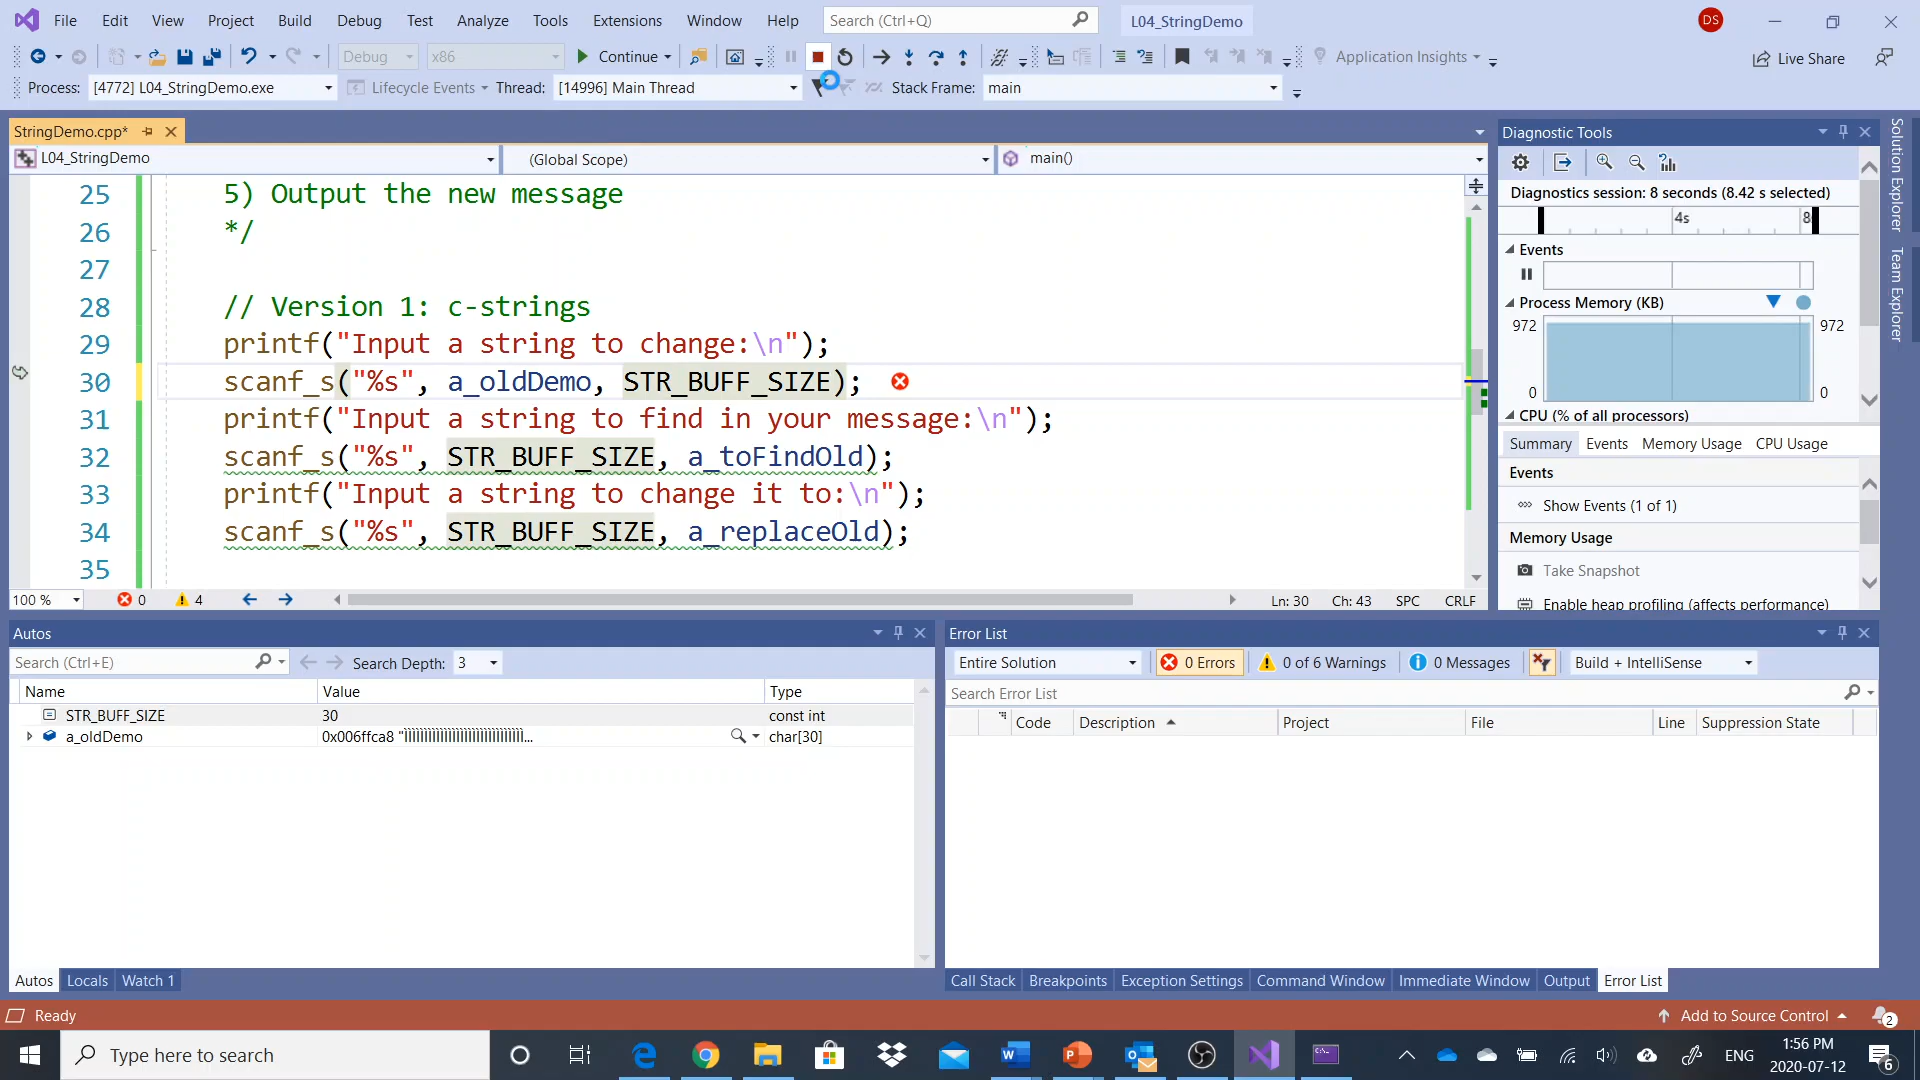 File Edit View Project Build Debug Test Analyze Tools Extensions Window Help Search (Ctrl+Q) L04_StringDemo DS
Debug x86 Continue Application Insights Live Share
Process: [4772] L04_StringDemo.exe Lifecycle Events Thread: [14996] Main Thread Stack Frame: main
StringDemo.cpp*
L04_StringDemo (Global Scope) main()
25 5) Output the new message
26 */
27
28 // Version 1: c-strings
29 printf("Input a string to change:\n");
30 scanf_s("%s", a_oldDemo, STR_BUFF_SIZE);
31 printf("Input a string to find in your message:\n");
32 scanf_s("%s", STR_BUFF_SIZE, a_toFindOld);
33 printf("Input a string to change it to:\n");
34 scanf_s("%s", STR_BUFF_SIZE, a_replaceOld);
35
100 % 0 4 Ln: 30 Ch: 43 SPC CRLF
Diagnostic Tools
Diagnostics session: 8 seconds (8.42 s selected)
4s 8
Events
Process Memory (KB)
972 972
0 0
CPU (% of all processors)
Summary Events Memory Usage CPU Usage
Events
Show Events (1 of 1)
Memory Usage
Take Snapshot
Enable heap profiling (affects performance)
Solution Explorer
Team Explorer
Autos
Search (Ctrl+E) Search Depth: 3
Name Value Type
STR_BUFF_SIZE 30 const int
a_oldDemo 0x006ffca8 char[30]
Autos Locals Watch 1
Error List
Entire Solution 0 Errors 0 of 6 Warnings 0 Messages Build + IntelliSense
Search Error List
Code Description Project File Line Suppression State
Call Stack Breakpoints Exception Settings Command Window Immediate Window Output Error List
Ready Add to Source Control 2
Type here to search ENG 1:56 PM
2020-07-12 6